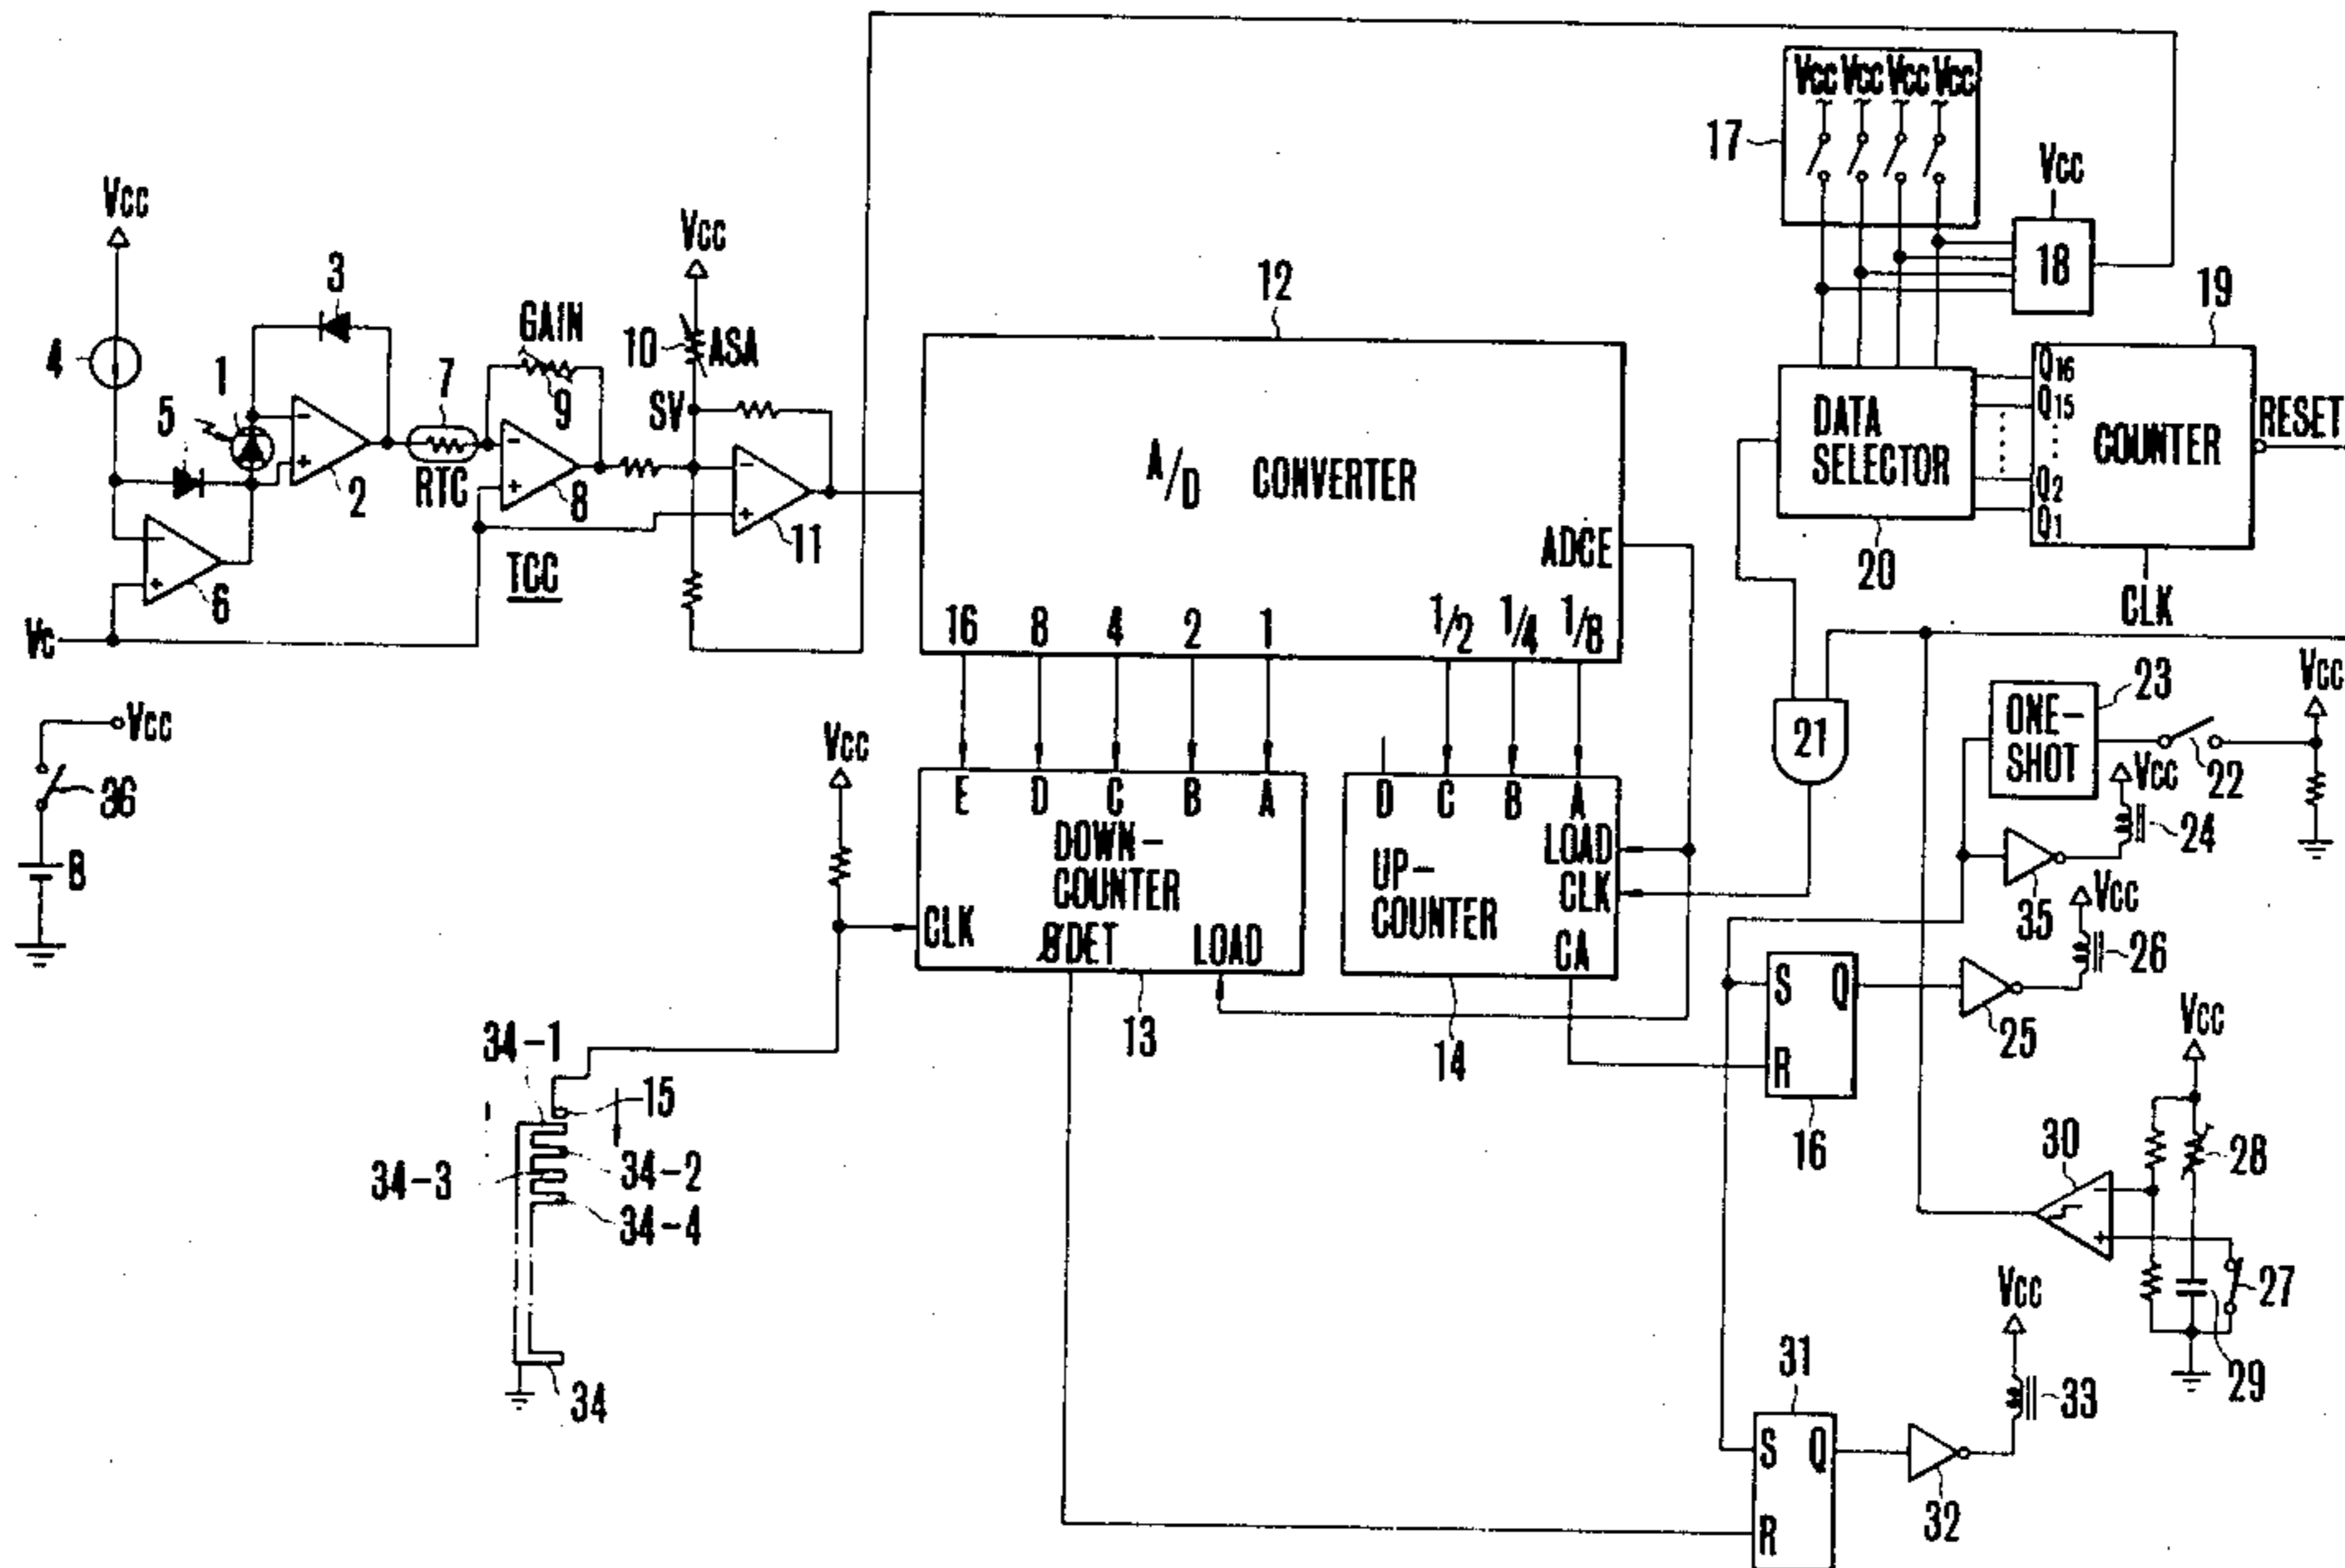 Vcc Vcc Vcc Vcc
17
Vcc
18
19
Vcc
Vcc
12
3
GAIN
4
1
7
10
ASA
5
9
SV
A/D CONVERTER
DATA SELECTOR
Q16
Q15
Q2
Q1
COUNTER
RESET
2
RTC
8
11
20
CLK
ADCE
6
TCC
Vc
16 8 4 2 1 1/2 1/4 1/8
Vcc
36
B
Vcc
21
ONE-SHOT
23
22
Vcc
Vcc
24
35
E D C B A
DOWN-COUNTER
CLK
ØDET
LOAD
13
D C B A
LOAD
CLK
UP-COUNTER
CA
14
Vcc
26
S Q
R
16
25
34-1
15
34-3
34-2
34-4
34
Vcc
30
28
27
29
Vcc
31
33
S Q
R
32